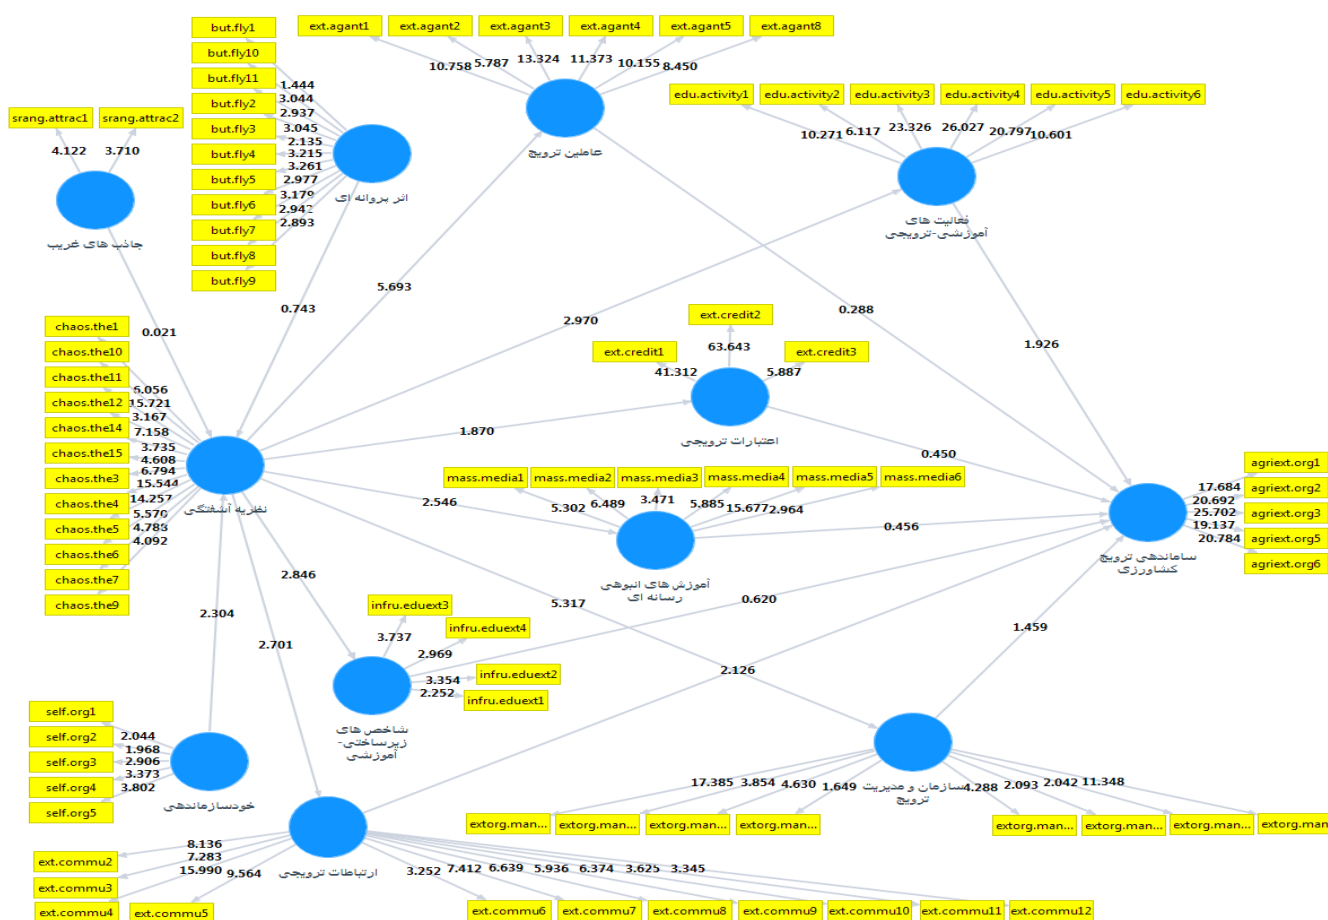 but.fly1
but.fly10
but.fly11
but.fly2
but.fly3
but.fly4
but.fly5
but.fly6
but.fly7
but.fly8
but.fly9
1.444
3.044
2.937
3.045
2.135
3.215
3.261
2.977
3.179
2.942
2.893
اثر پروانه ای
srang.attrac1
srang.attrac2
4.122
3.710
جاذب های غریب
ext.agant1
ext.agant2
ext.agant3
ext.agant4
ext.agant5
ext.agant8
10.758
5.787
13.324
11.373
10.155
8.450
عاملین ترویج
edu.activity1
edu.activity2
edu.activity3
edu.activity4
edu.activity5
edu.activity6
10.271
6.117
23.326
26.027
20.797
10.601
فعالیت های
آموزشی-ترویجی
0.021
0.743
5.693
2.970
0.288
1.926
chaos.the1
chaos.the10
chaos.the11
chaos.the12
chaos.the14
chaos.the15
chaos.the3
chaos.the4
chaos.the5
chaos.the6
chaos.the7
chaos.the9
6.056
15.721
3.167
7.158
3.735
4.608
6.794
15.544
14.257
5.570
4.783
4.092
نظریه آشفتگی
ext.credit1
ext.credit2
ext.credit3
41.312
63.643
5.887
اعتبارات ترویجی
1.870
0.450
mass.media1
mass.media2
mass.media3
mass.media4
mass.media5
mass.media6
5.302
6.489
3.471
5.885
15.677
2.964
آموزش های انبوهی
رسانه ای
2.546
0.456
agriext.org1
agriext.org2
agriext.org3
agriext.org5
agriext.org6
17.684
20.692
25.702
19.137
20.784
ساماندهی ترویج
کشاورزی
2.846
2.304
2.701
5.317
0.620
2.126
1.459
infru.eduext3
infru.eduext4
infru.eduext2
infru.eduext1
3.737
2.969
3.354
2.252
شاخص های
زیرساختی-
آموزشی
self.org1
self.org2
self.org3
self.org4
self.org5
2.044
1.968
2.906
3.373
3.802
خودسازماندهی
سازمان و مدیریت
ترویج
17.385
3.854
4.630
1.649
4.288
2.093
2.042
11.348
extorg.man...
extorg.man...
extorg.man...
extorg.man...
extorg.man...
extorg.man...
extorg.man...
extorg.man
ارتباطات ترویجی
8.136
7.283
15.990
9.564
3.252
7.412
6.639
5.936
6.374
3.625
3.345
ext.commu2
ext.commu3
ext.commu4
ext.commu5
ext.commu6
ext.commu7
ext.commu8
ext.commu9
ext.commu10
ext.commu11
ext.commu12